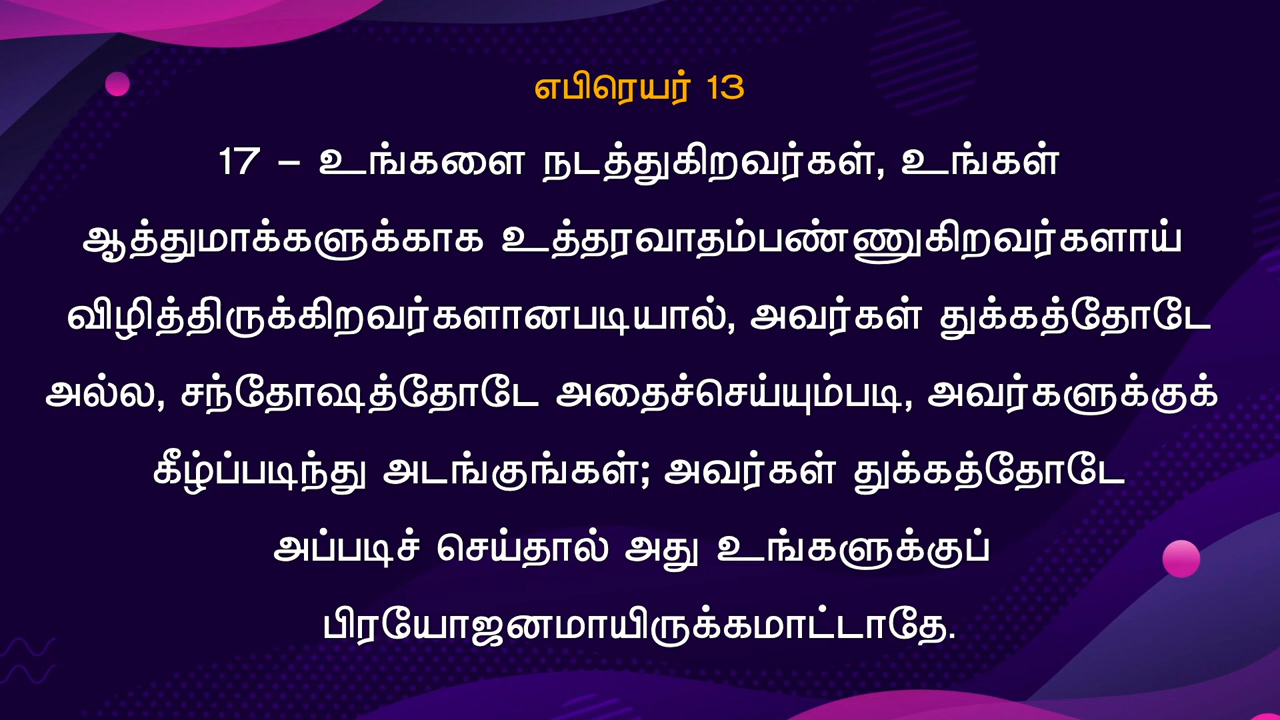 எபிரெயர் 13
17 – உங்களை நடத்துகிறவர்கள், உங்கள்
ஆத்துமாக்களுக்காக உத்தரவாதம்பண்ணுகிறவர்களாய்
விழித்திருக்கிறவர்களானபடியால், அவர்கள் துக்கத்தோடே
அல்ல, சந்தோஷத்தோடே அதைச்செய்யும்படி, அவர்களுக்குக்
கீழ்ப்படிந்து அடங்குங்கள்; அவர்கள் துக்கத்தோடே
அப்படிச் செய்தால் அது உங்களுக்குப்
பிரயோஜனமாயிருக்கமாட்டாதே.